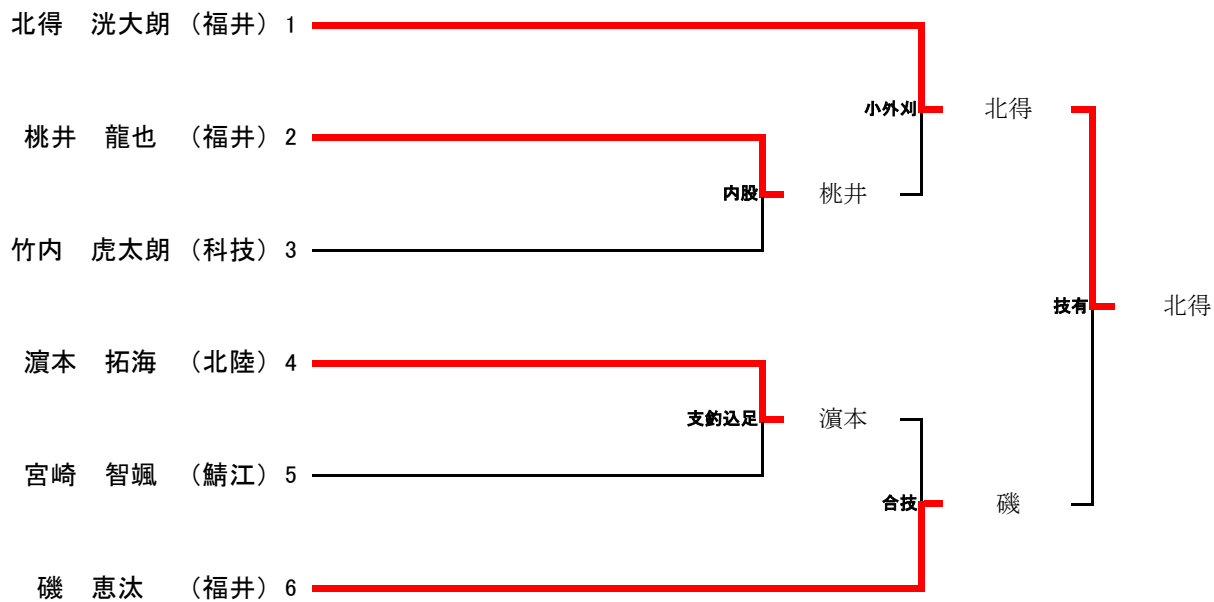 北得　洸大朗（福井）1
小外刈　北得
桃井　龍也　（福井）2
内股　桃井
竹内　虎太朗（科技）3
技有　北得
濵本　拓海　（北陸）4
支釣込足　濵本
宮崎　智颯　（鯖江）5
合技　磯
磯　恵汰　（福井）6